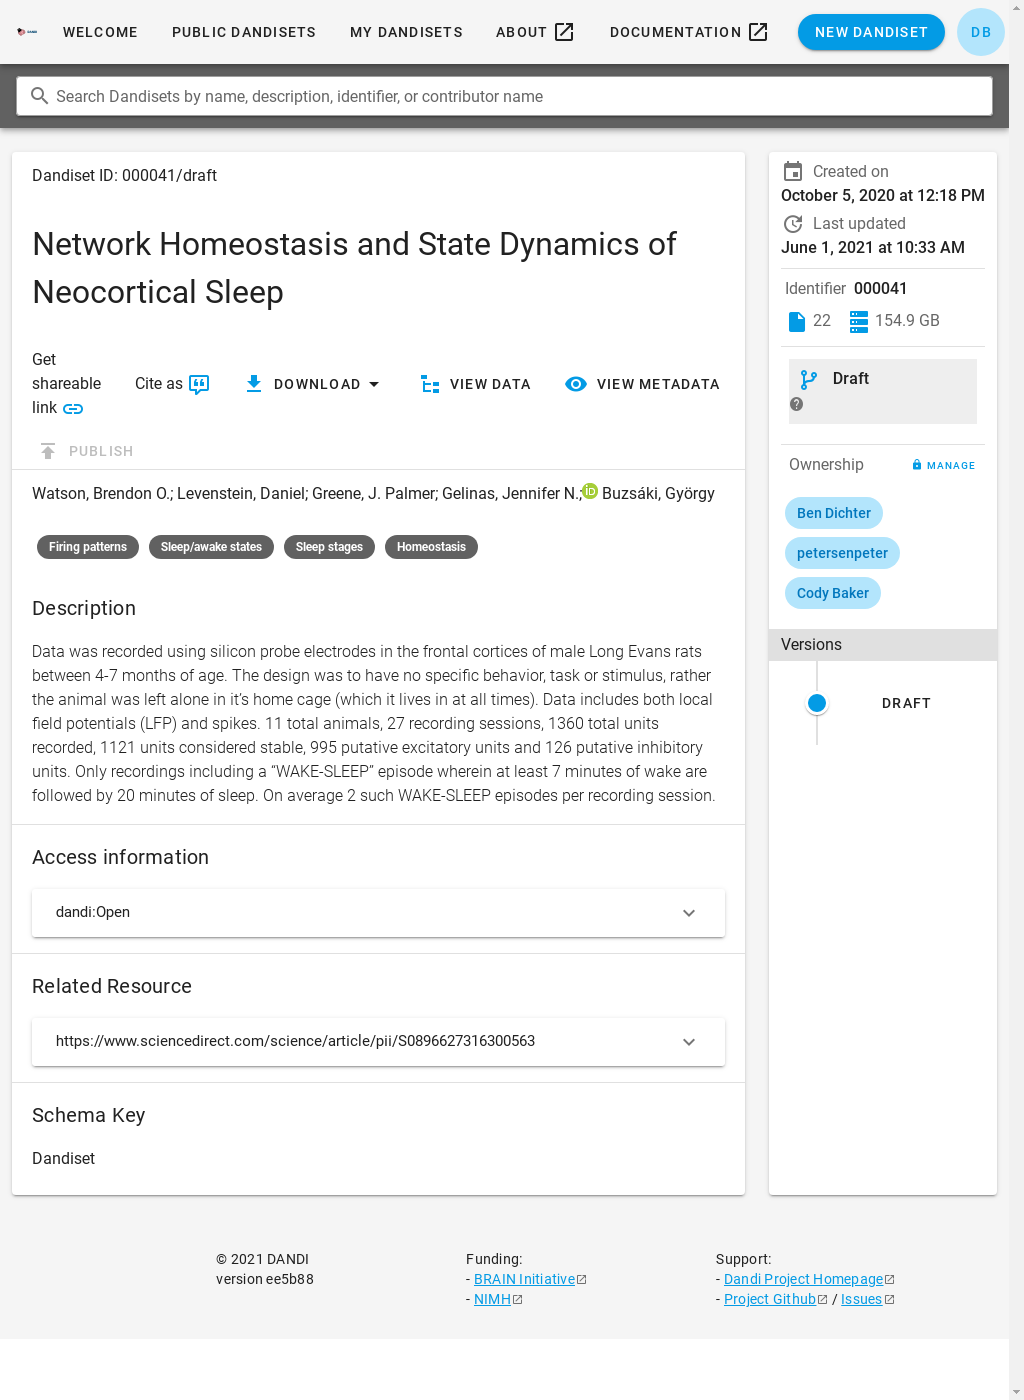 WELCOME
PUBLIC DANDISETS
MY DANDISETS
ABOUT
DOCUMENTATION
NEW DANDISET
DB
Search Dandisets by name, description, identifier, or contributor name
Dandiset ID: 000041/draft
Network Homeostasis and State Dynamics of
Neocortical Sleep
Get
shareable
link
Cite as
DOWNLOAD
VIEW DATA
VIEW METADATA
PUBLISH
Watson, Brendon O.; Levenstein, Daniel; Greene, J. Palmer; Gelinas, Jennifer N.; Buzsáki, György
Firing patterns
Sleep/awake states
Sleep stages
Homeostasis
Description
Data was recorded using silicon probe electrodes in the frontal cortices of male Long Evans rats
between 4-7 months of age. The design was to have no specific behavior, task or stimulus, rather
the animal was left alone in it’s home cage (which it lives in at all times). Data includes both local
field potentials (LFP) and spikes. 11 total animals, 27 recording sessions, 1360 total units
recorded, 1121 units considered stable, 995 putative excitatory units and 126 putative inhibitory
units. Only recordings including a “WAKE-SLEEP” episode wherein at least 7 minutes of wake are
followed by 20 minutes of sleep. On average 2 such WAKE-SLEEP episodes per recording session.
Access information
dandi:Open
Related Resource
https://www.sciencedirect.com/science/article/pii/S0896627316300563
Schema Key
Dandiset
Created on
October 5, 2020 at 12:18 PM
Last updated
June 1, 2021 at 10:33 AM
Identifier 000041
22 154.9 GB
Draft
Ownership
MANAGE
Ben Dichter
petersenpeter
Cody Baker
Versions
DRAFT
© 2021 DANDI
version ee5b88
Funding:
- BRAIN Initiative
- NIMH
Support:
- Dandi Project Homepage
- Project Github / Issues